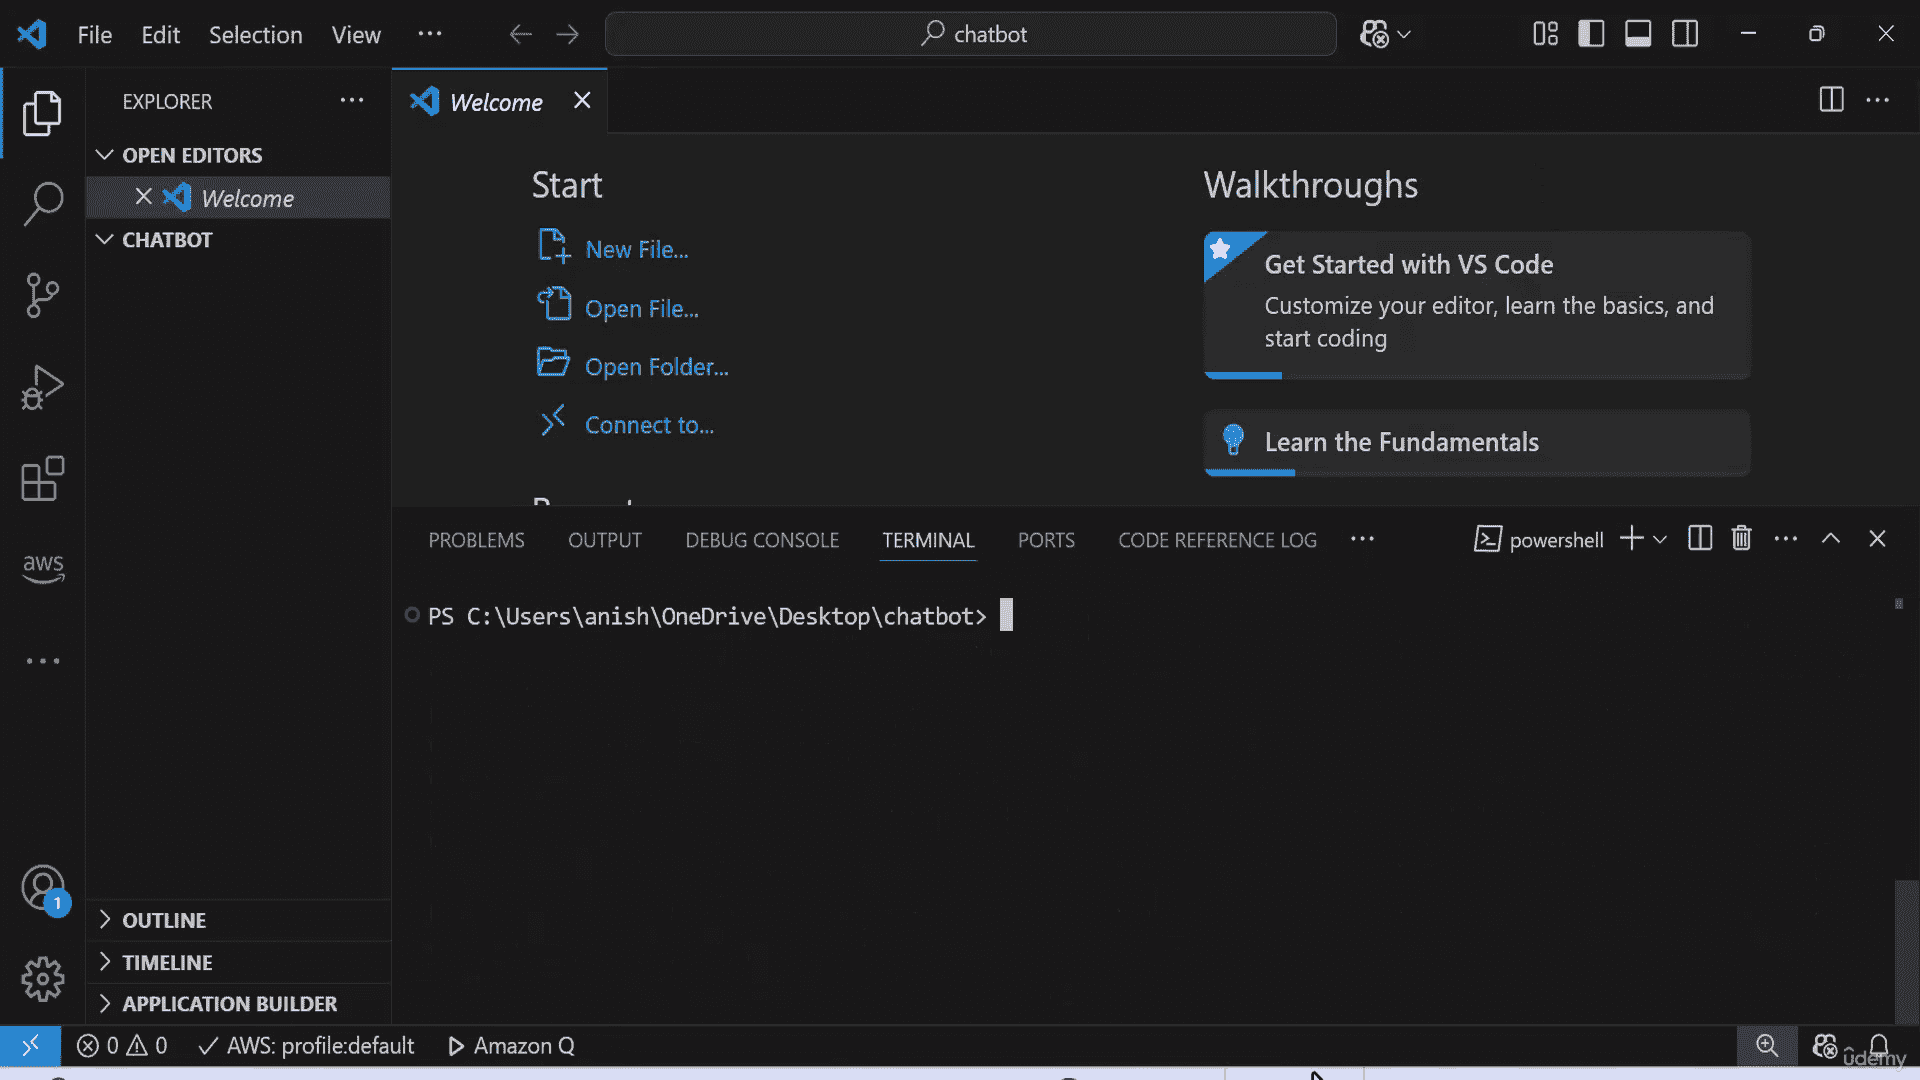 File Edit Selection View ··· chatbot
EXPLORER
Welcome
OPEN EDITORS
Welcome
CHATBOT
Start
New File...
Open File...
Open Folder...
Connect to...
Walkthroughs
Get Started with VS Code
Customize your editor, learn the basics, and
start coding
Learn the Fundamentals
PROBLEMS OUTPUT DEBUG CONSOLE TERMINAL PORTS CODE REFERENCE LOG ··· powershell
PS C:\Users\anish\OneDrive\Desktop\chatbot>
aws
1
OUTLINE
TIMELINE
APPLICATION BUILDER
0 0 AWS: profile:default Amazon Q
udemy